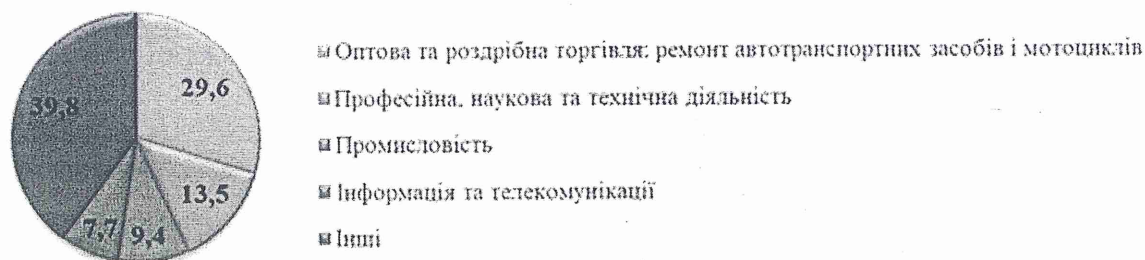 29,6
39,8
13,5
7,7
9,4
Оптова та роздрібна торгівля; ремонт автотранспортних засобів і мотоциклів
Професійна, наукова та технічна діяльність
Промисловість
Інформація та телекомунікації
Інші